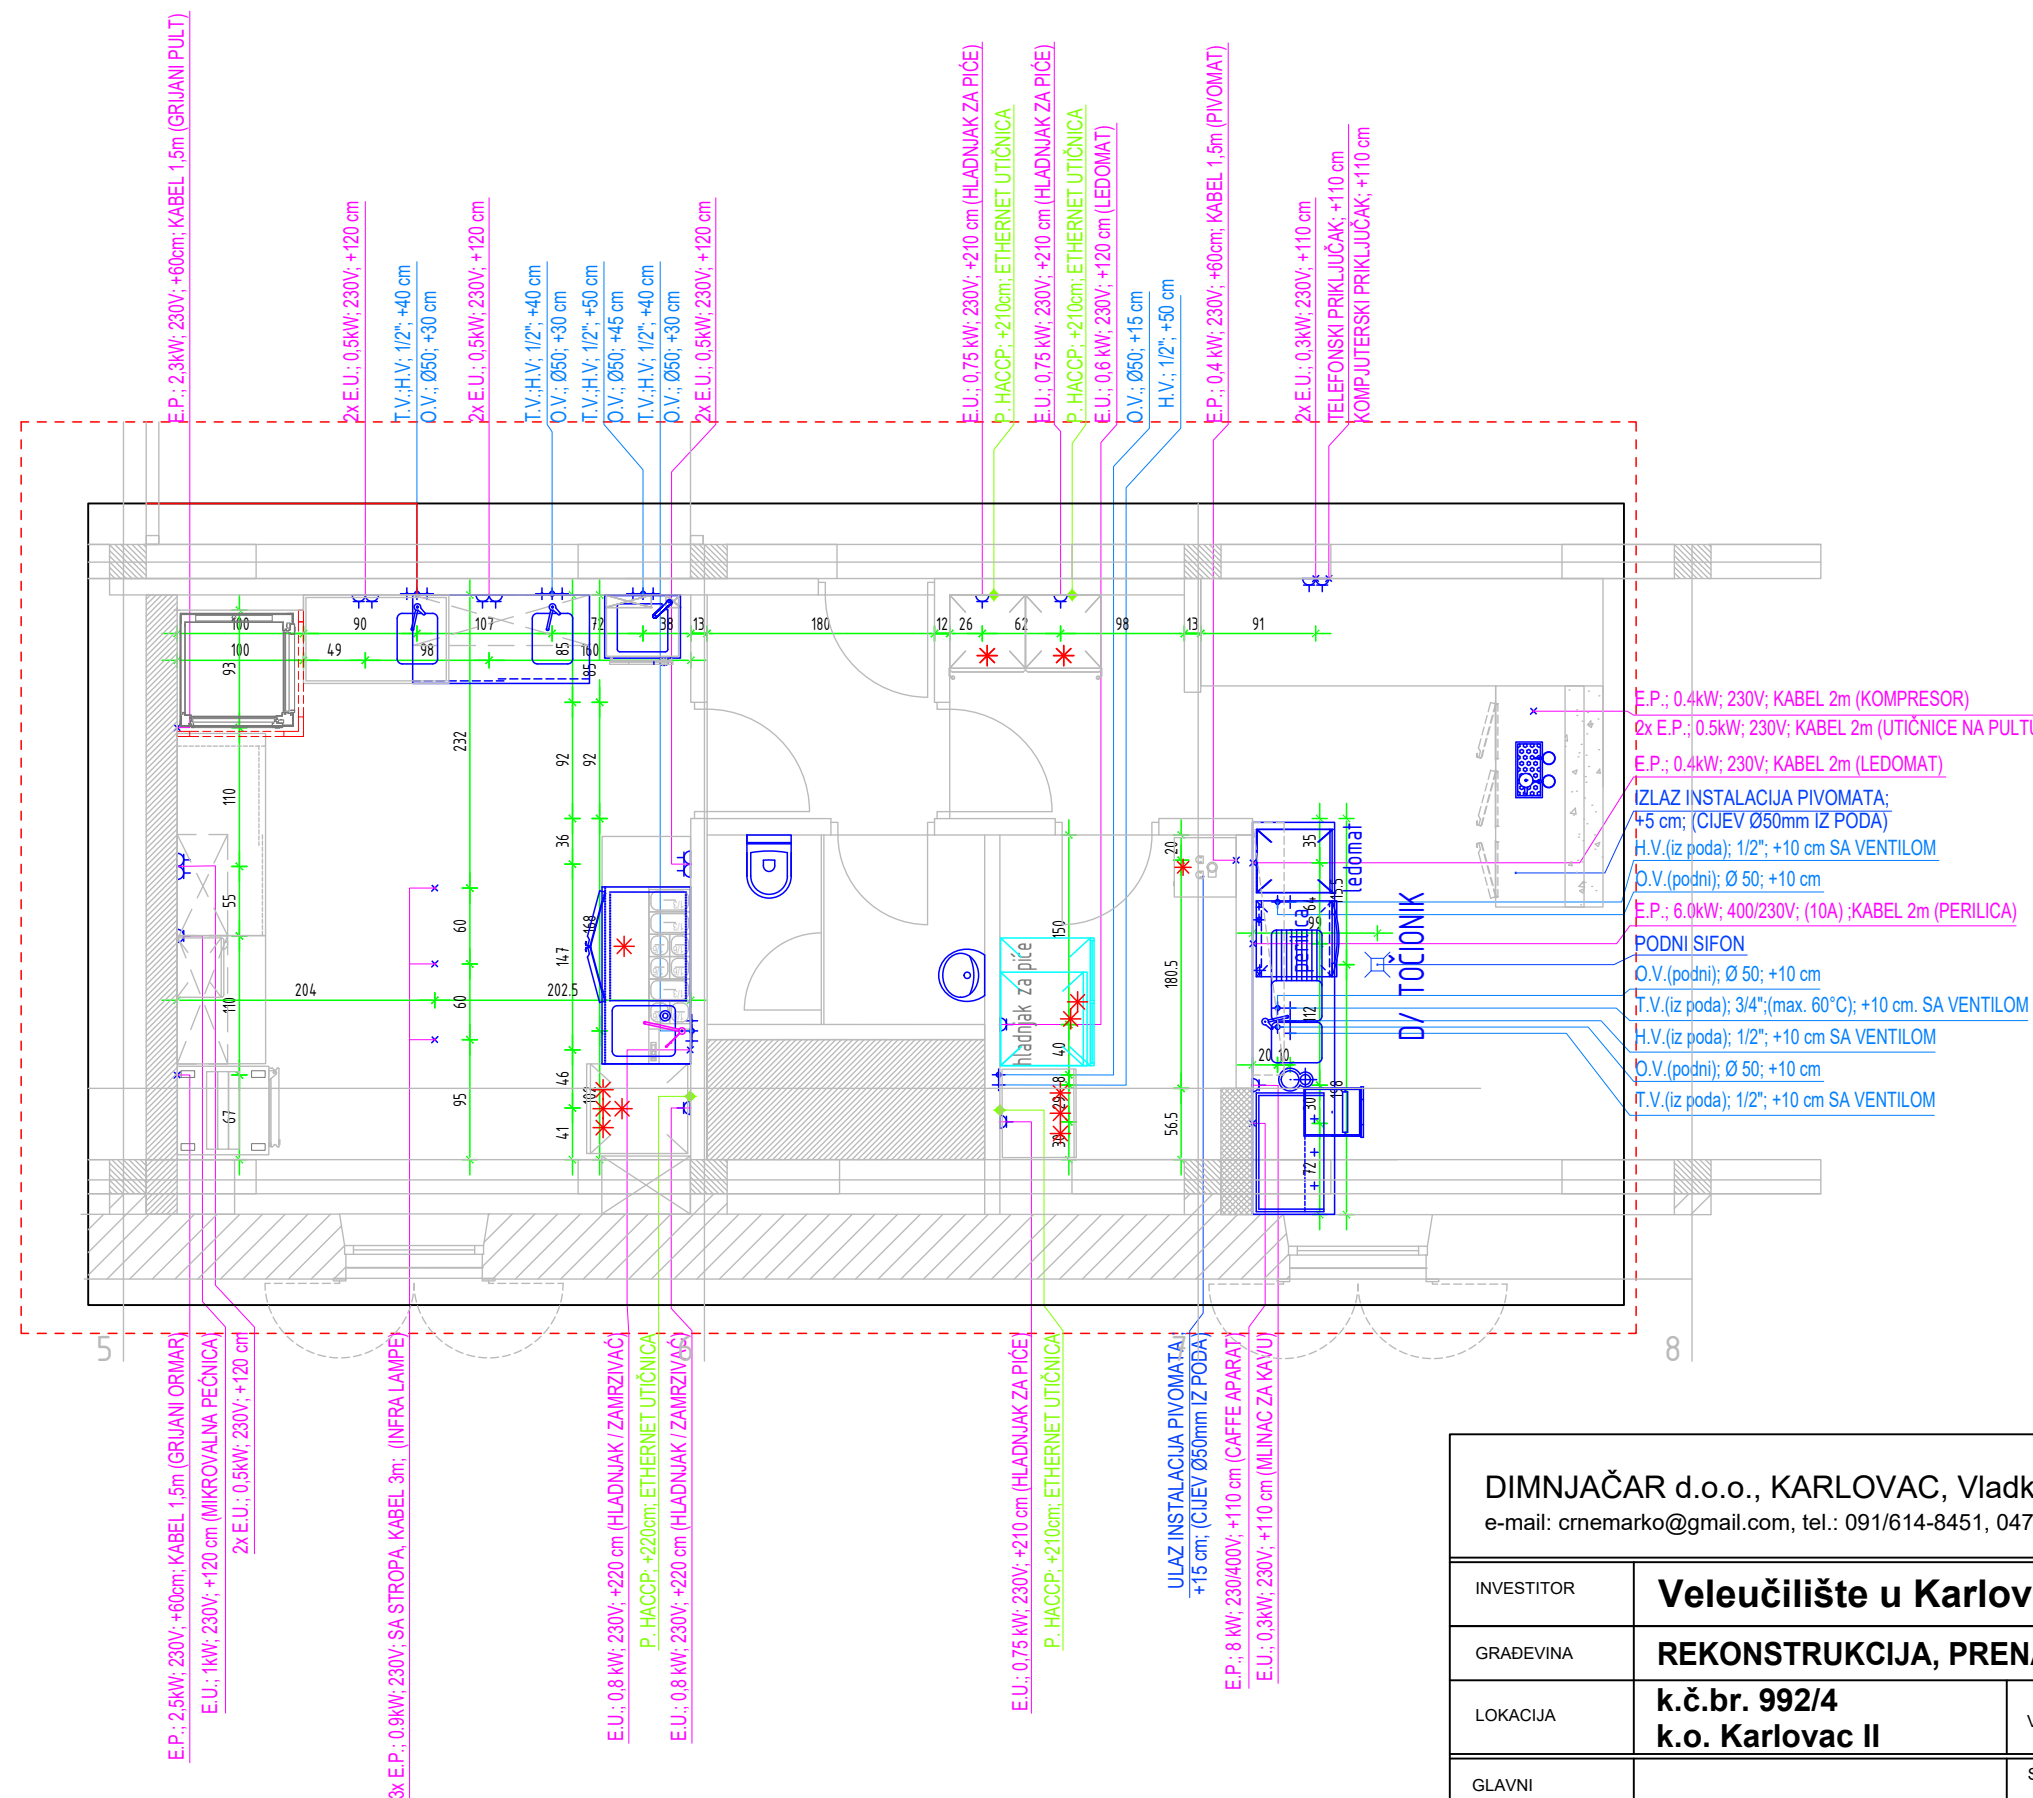 E.P.; 2,3kW; 230V; +60cm; KABEL 1,5m (GRIJANI PULT)
2x E.U.; 0,5kW; 230V; +120 cm
T.V.;H.V.; 1/2"; +40 cm
O.V.; Ø50; +30 cm
2x E.U.; 0,5kW; 230V; +120 cm
T.V.;H.V.; 1/2"; +40 cm
O.V.; Ø50; +30 cm
T.V.;H.V.; 1/2"; +50 cm
O.V.; Ø50; +45 cm
T.V.;H.V.; 1/2"; +40 cm
O.V.; Ø50; +30 cm
2x E.U.; 0,5kW; 230V; +120 cm
E.U.; 0,75 kW; 230V; +210 cm (HLADNJAK ZA PIĆE)
P. HACCP; +210cm; ETHERNET UTIČNICA
E.U.; 0,75 kW; 230V; +210 cm (HLADNJAK ZA PIĆE)
P. HACCP; +210cm; ETHERNET UTIČNICA
E.U.; 0,6 kW; 230V; +120 cm (LEDOMAT)
O.V.; Ø50; +15 cm
H.V.; 1/2"; +50 cm
E.P.; 0,4 kW; 230V; +60cm; KABEL 1,5m (PIVOMAT)
2x E.U.; 0,3kW; 230V; +110 cm
TELEFONSKI PRIKLJUČAK; +110 cm
KOMPJUTERSKI PRIKLJUČAK; +110 cm
100 90 107 72 38 13 180 12 26 62 98 13 91
100 49 98 160
93
85
85
232
92
92
110
36
55
60
168
147
204
202.5
110
60
46
95
41
67
150
20
180.5
40
18
30
56.5
35
64
112
20 10
30
198
+ 72 +
ledomat
perilica
hladnjak za piće
D/ TOČIONIK
E.P.; 0.4kW; 230V; KABEL 2m (KOMPRESOR)
2x E.P.; 0.5kW; 230V; KABEL 2m (UTIČNICE NA PULTU
E.P.; 0.4kW; 230V; KABEL 2m (LEDOMAT)
IZLAZ INSTALACIJA PIVOMATA;
+5 cm; (CIJEV Ø50mm IZ PODA)
H.V.(iz poda); 1/2"; +10 cm SA VENTILOM
O.V.(podni); Ø 50; +10 cm
E.P.; 6.0kW; 400/230V; (10A) ;KABEL 2m (PERILICA)
PODNI SIFON
O.V.(podni); Ø 50; +10 cm
T.V.(iz poda); 3/4";(max. 60°C); +10 cm. SA VENTILOM
H.V.(iz poda); 1/2"; +10 cm SA VENTILOM
O.V.(podni); Ø 50; +10 cm
T.V.(iz poda); 1/2"; +10 cm SA VENTILOM
5 6 7 8
E.P.; 2,5kW; 230V; +60cm; KABEL 1,5m (GRIJANI ORMAR)
E.U.; 1kW; 230V; +120 cm (MIKROVALNA PEĆNICA)
2x E.U.; 0,5kW; 230V; +120 cm
3x E.P.; 0.9kW; 230V; SA STROPA, KABEL 3m; (INFRA LAMPE)
E.U.; 0,8 kW; 230V; +220 cm (HLADNJAK / ZAMRZIVAČ)
P. HACCP; +220cm; ETHERNET UTIČNICA
E.U.; 0,8 kW; 230V; +220 cm (HLADNJAK / ZAMRZIVAČ)
E.U.; 0,75 kW; 230V; +210 cm (HLADNJAK ZA PIĆE)
P. HACCP; +210cm; ETHERNET UTIČNICA
ULAZ INSTALACIJA PIVOMATA;
+15 cm; (CIJEV Ø50mm IZ PODA)
E.P.; 8 kW; 230/400V; +110 cm (CAFFE APARAT)
E.U.; 0,3kW; 230V; +110 cm (MLINAC ZA KAVU)
DIMNJAČAR d.o.o., KARLOVAC, Vladk
e-mail: crnemarko@gmail.com, tel.: 091/614-8451, 047
INVESTITOR
Veleučilište u Karlov
GRAĐEVINA
REKONSTRUKCIJA, PRENA
LOKACIJA
k.č.br. 992/4
k.o. Karlovac II
GLAVNI